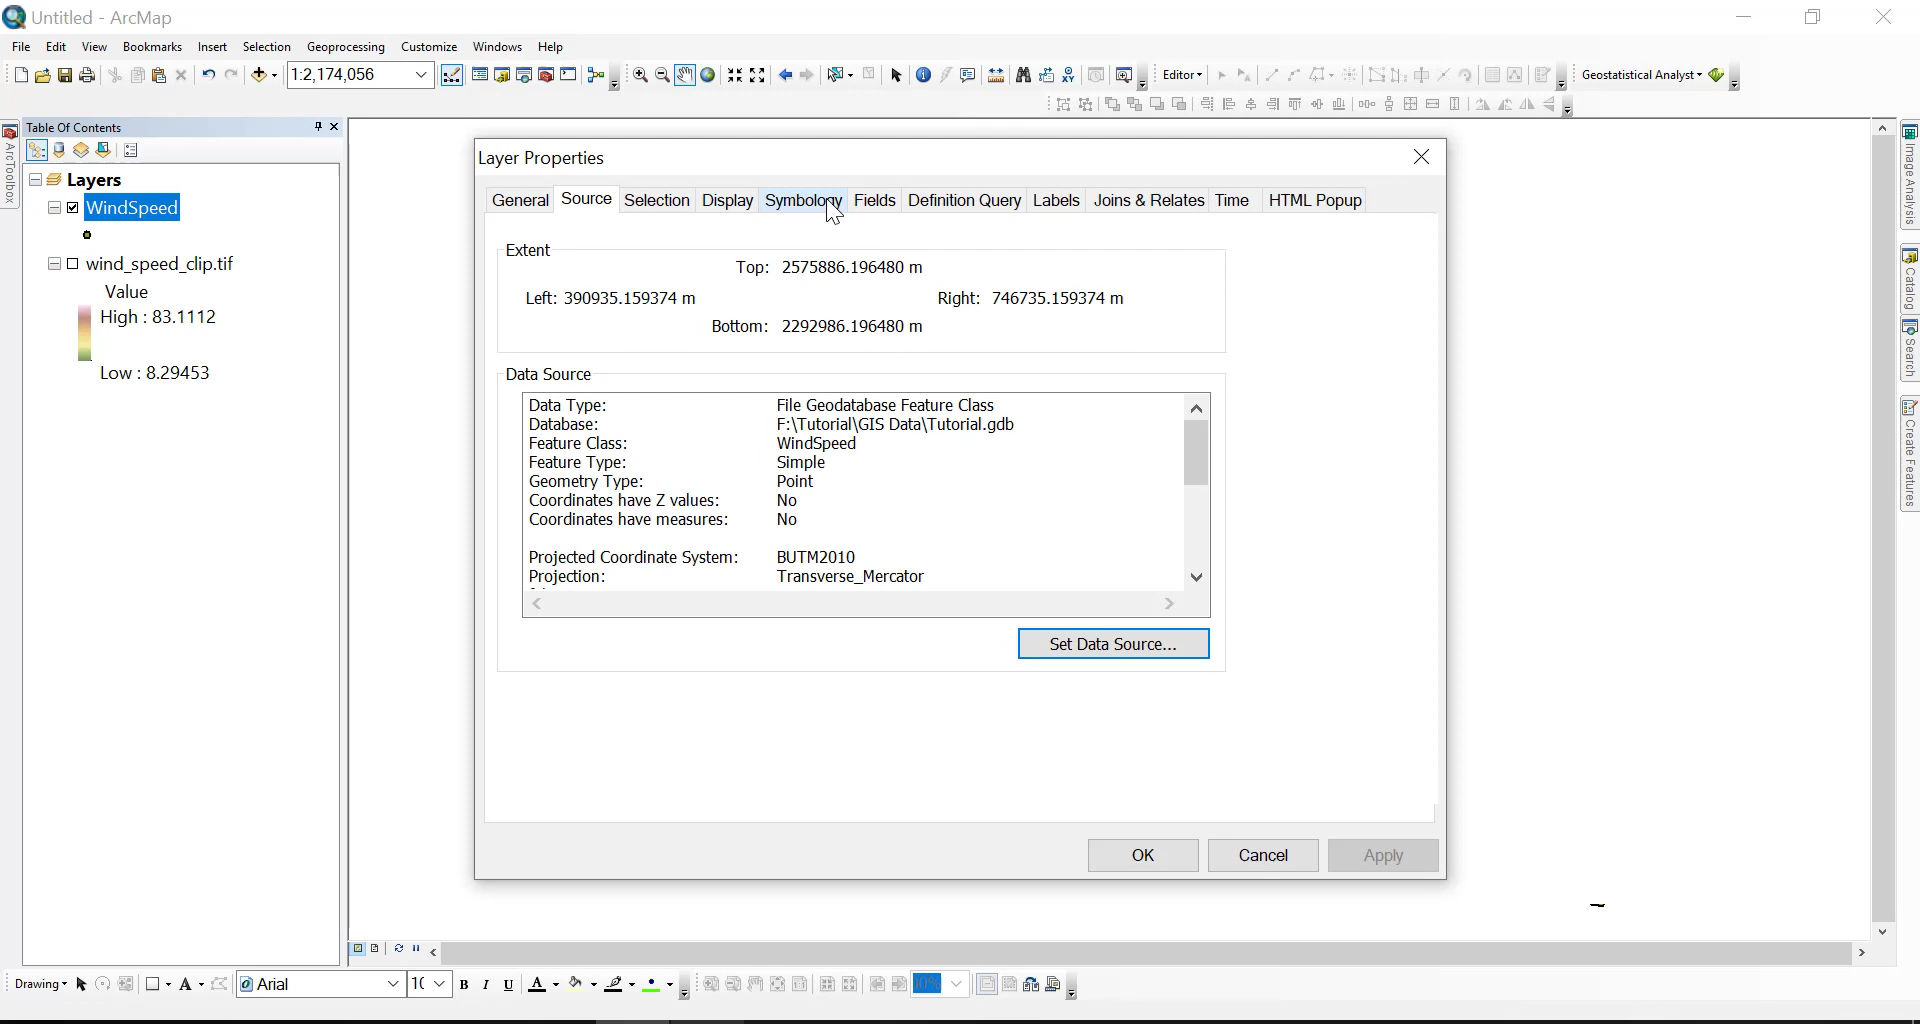 Untitled - ArcMap
File Edit View Bookmarks Insert Selection Geoprocessing Customize Windows Help
1:2,174,056 Editor Geostatistical Analyst
Table Of Contents
Layers
WindSpeed
wind_speed_clip.tif
Value
High : 83.1112
Low : 8.29453
ArcToolbox
Layer Properties
General Source Selection Display Symbology Fields Definition Query Labels Joins & Relates Time HTML Popup
Extent
Top: 2575886.196480 m
Left: 390935.159374 m Right: 746735.159374 m
Bottom: 2292986.196480 m
Data Source
Data Type: File Geodatabase Feature Class
Database: F:\Tutorial\GIS Data\Tutorial.gdb
Feature Class: WindSpeed
Feature Type: Simple
Geometry Type: Point
Coordinates have Z values: No
Coordinates have measures: No
Projected Coordinate System: BUTM2010
Projection: Transverse_Mercator
Set Data Source...
OK Cancel Apply
Image Analysis
Catalog
Search
Create Features
Drawing Arial 10 B I U A